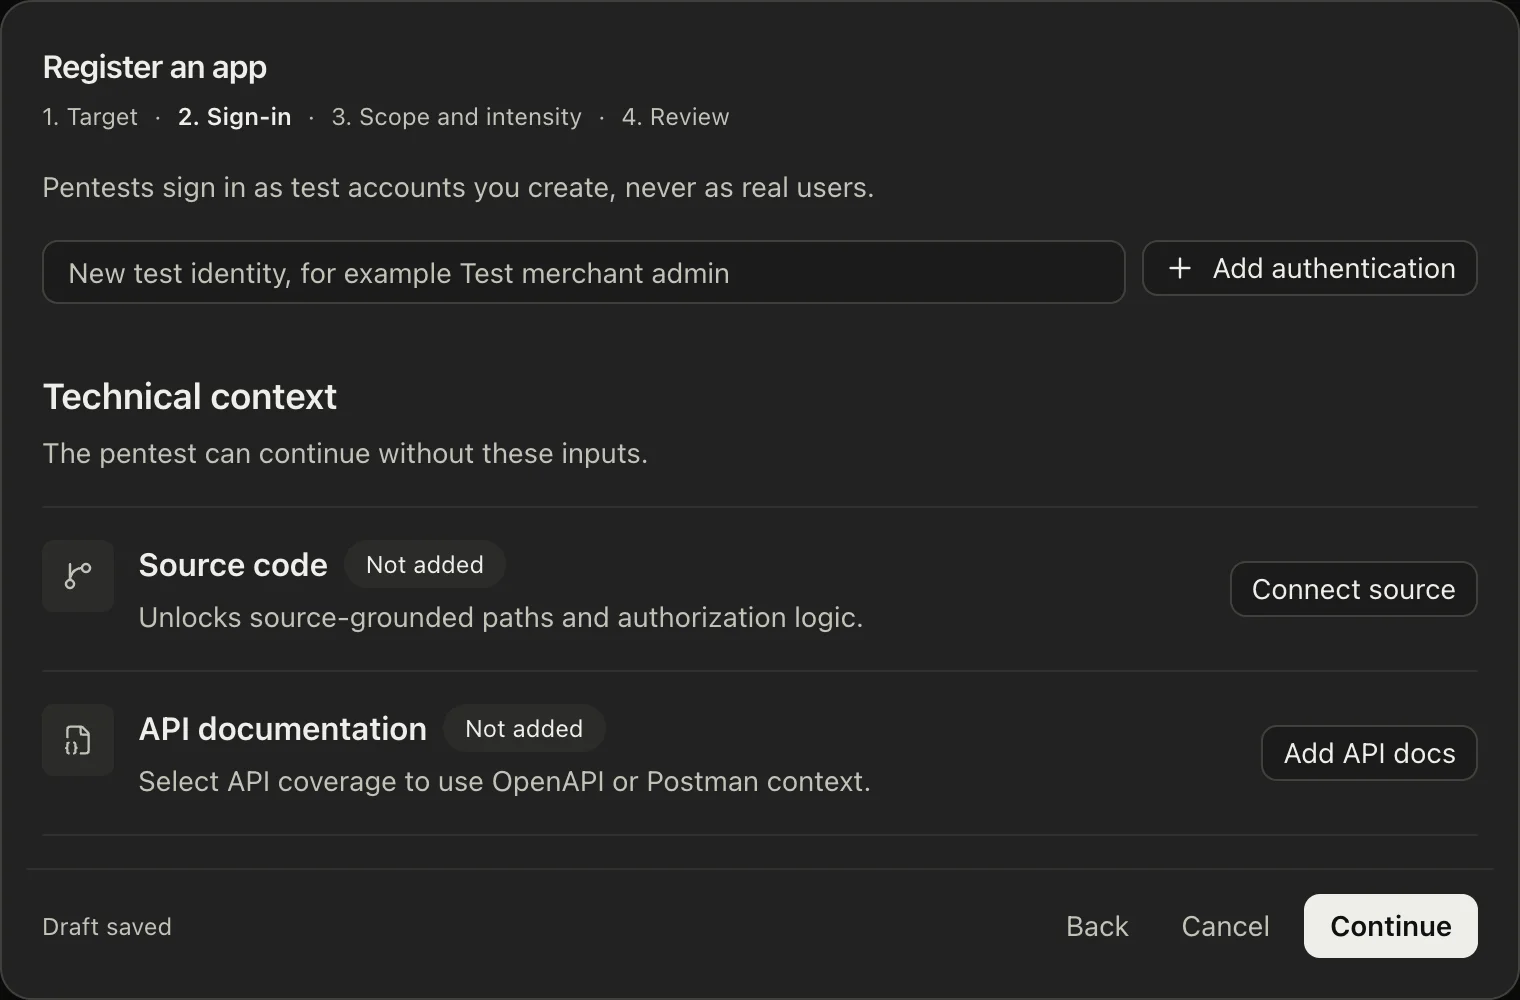 Register an app
1. Target · 2. Sign-in · 3. Scope and intensity · 4. Review
Pentests sign in as test accounts you create, never as real users.
New test identity, for example Test merchant admin
+ Add authentication
Technical context
The pentest can continue without these inputs.
Source code Not added
Unlocks source-grounded paths and authorization logic.
Connect source
{}
API documentation Not added
Select API coverage to use OpenAPI or Postman context.
Add API docs
Draft saved
Back Cancel Continue